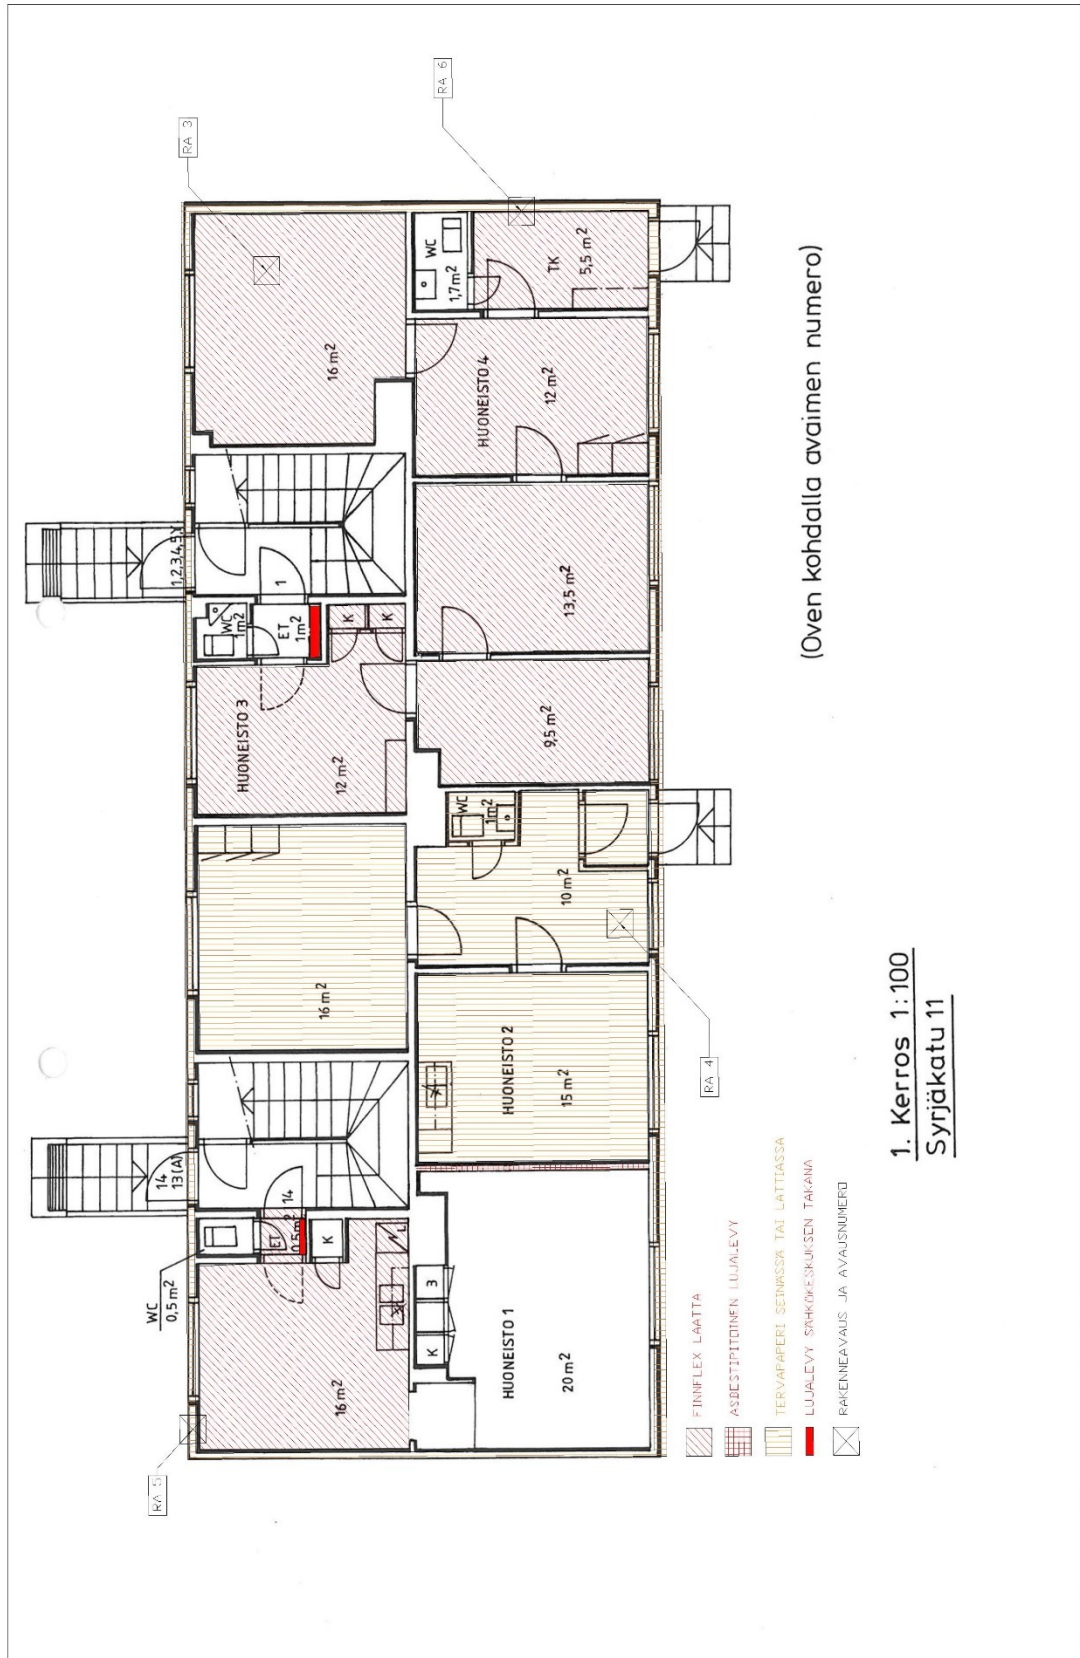 RA 3
RA 6
WC
1,7 m²
TK
5,5 m²
16 m²
HUONEISTO 4
12 m²
1,2,3,4,5,Y
1
WC
1m²
ET
1m²
K
K
13,5 m²
HUONEISTO 3
12 m²
9,5 m²
WC
1m²
10 m²
16 m²
HUONEISTO 2
15 m²
RA 4
14
13(A)
14
WC
0,5 m²
ET
0,5m²
K
16 m²
K
3
HUONEISTO 1
20 m²
RA 5
(Oven kohdalla avaimen numero)
1. Kerros 1:100
Syrjäkatu 11
FINNFLEX LAATTA
ASBESTIPITOINEN LUJALEVY
TERVAPAPERI SEINÄSSÄ TAI LATTIASSA
LUJALEVY SÄHKÖKESKUKSEN TAKANA
RAKENNEAVAUS JA AVAUSNUMERO